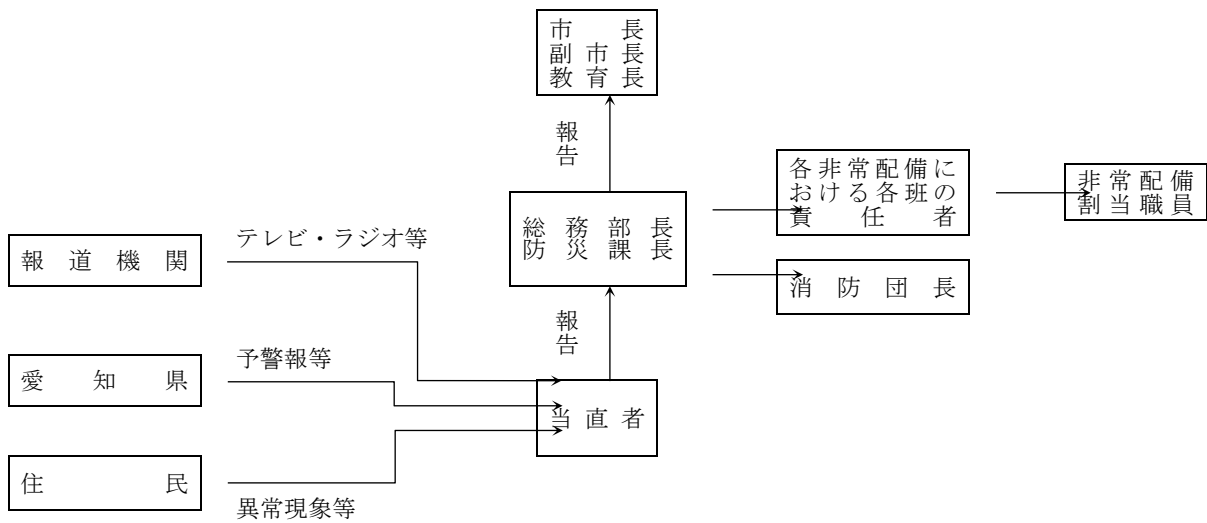 市長
副市長
教育長
報告
総務部長
防災課長
各非常配備に
おける各班の
責任者
非常配備
割当職員
消防団長
報道機関
テレビ・ラジオ等
報告
愛知県
予警報等
当直者
住民
異常現象等